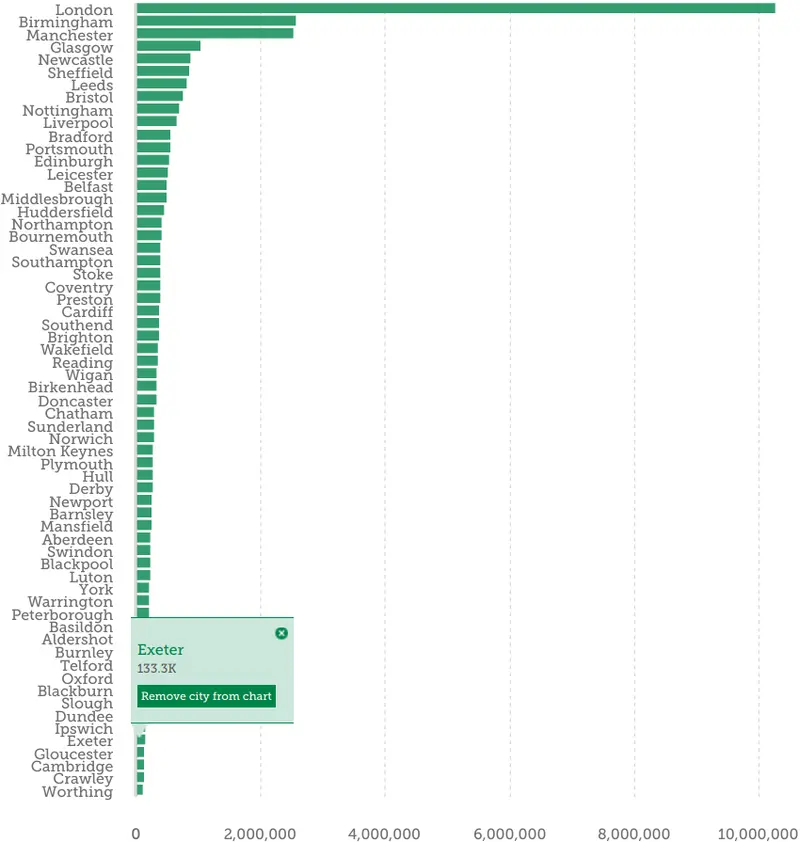 London
Birmingham
Manchester
Glasgow
Newcastle
Sheffield
Leeds
Bristol
Nottingham
Liverpool
Bradford
Portsmouth
Edinburgh
Leicester
Belfast
Middlesbrough
Huddersfield
Northampton
Bournemouth
Swansea
Southampton
Stoke
Coventry
Preston
Cardiff
Southend
Brighton
Wakefield
Reading
Wigan
Birkenhead
Doncaster
Chatham
Sunderland
Norwich
Milton Keynes
Plymouth
Hull
Derby
Newport
Barnsley
Mansfield
Aberdeen
Swindon
Blackpool
Luton
York
Warrington
Peterborough
Basildon
Aldershot
Burnley
Telford
Oxford
Blackburn
Slough
Dundee
Ipswich
Exeter
Gloucester
Cambridge
Crawley
Worthing
Exeter
133.3K
Remove city from chart
0 2,000,000 4,000,000 6,000,000 8,000,000 10,000,000